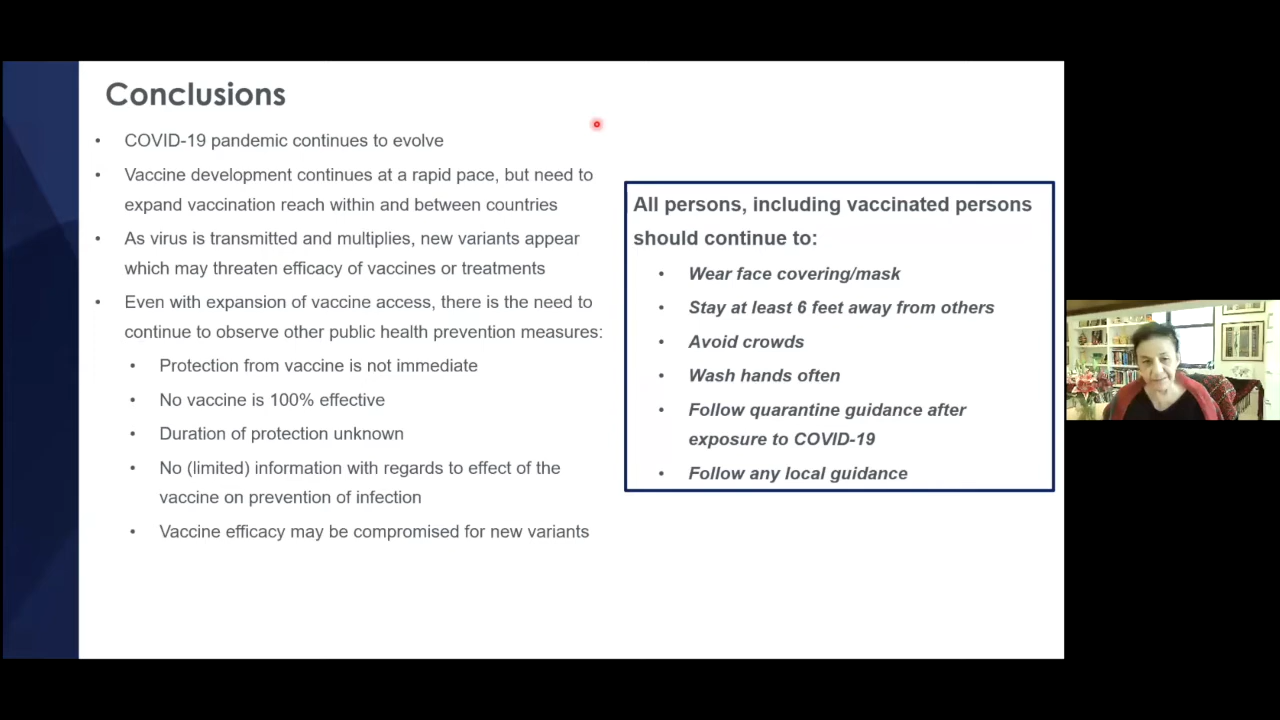 Conclusions
• COVID-19 pandemic continues to evolve
• Vaccine development continues at a rapid pace, but need to
expand vaccination reach within and between countries
• As virus is transmitted and multiplies, new variants appear
which may threaten efficacy of vaccines or treatments
• Even with expansion of vaccine access, there is the need to
continue to observe other public health prevention measures:
• Protection from vaccine is not immediate
• No vaccine is 100% effective
• Duration of protection unknown
• No (limited) information with regards to effect of the
vaccine on prevention of infection
• Vaccine efficacy may be compromised for new variants
All persons, including vaccinated persons
should continue to:
• Wear face covering/mask
• Stay at least 6 feet away from others
• Avoid crowds
• Wash hands often
• Follow quarantine guidance after
exposure to COVID-19
• Follow any local guidance